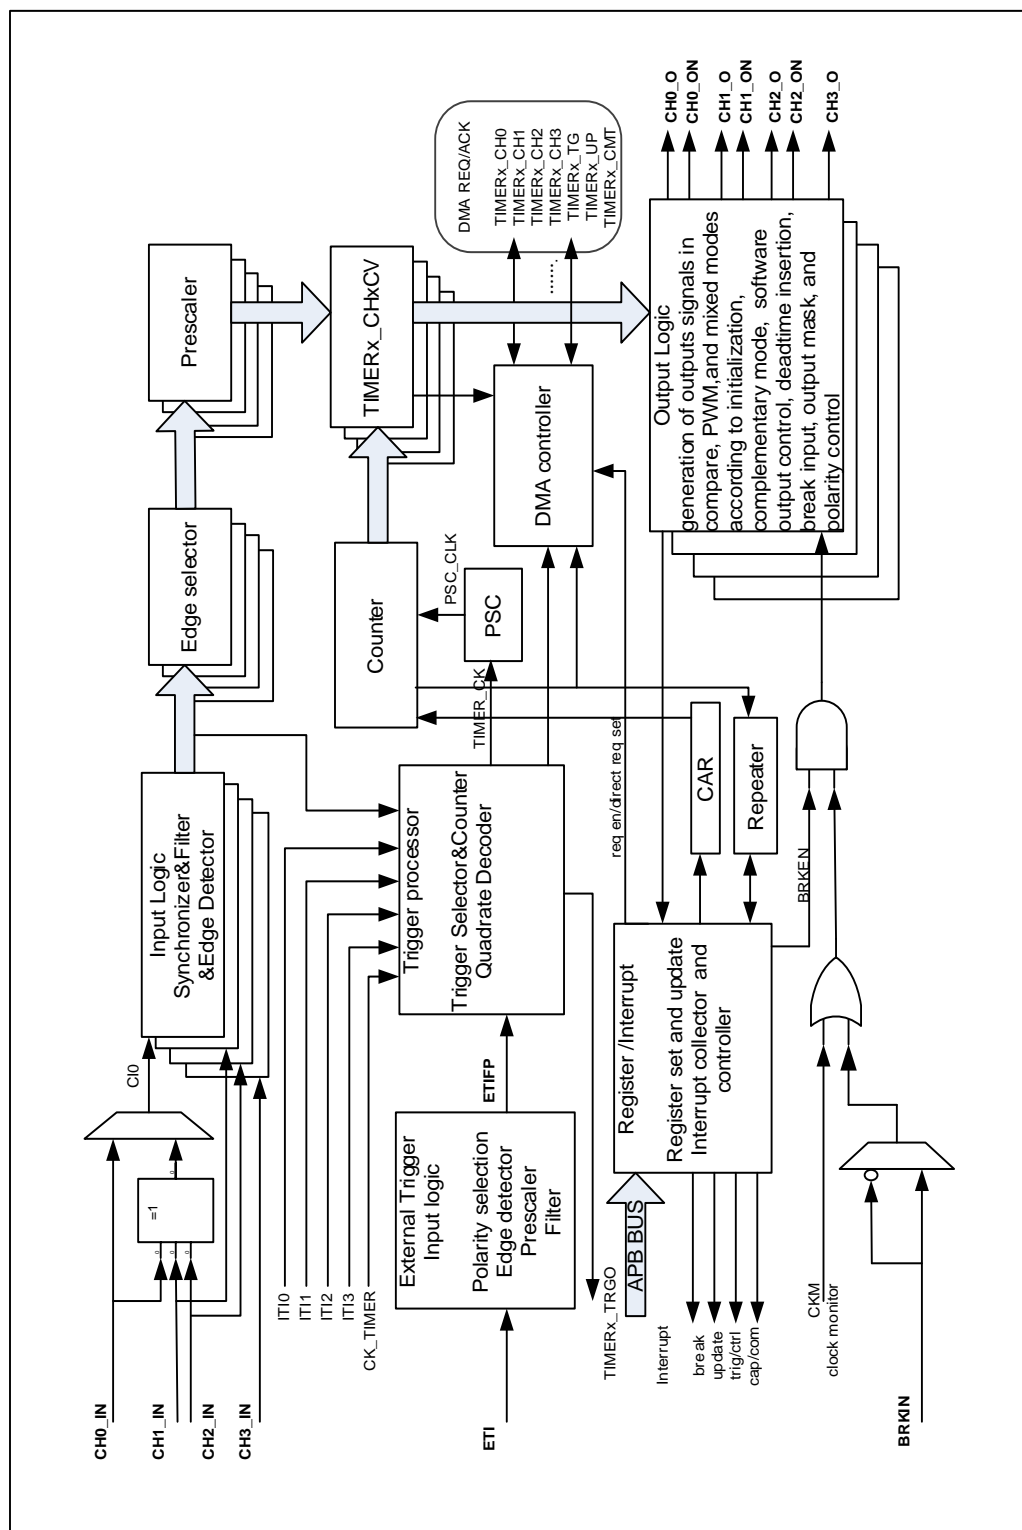 CH0_IN
CH1_IN
CH2_IN
CH3_IN
=1
0
0
0
0
CI0
Input Logic
Synchronizer&Filter
&Edge Detector
Edge selector
Prescaler
ITI0
ITI1
ITI2
ITI3
CK_TIMER
Trigger processor
Trigger Selector&Counter
Quadrate Decoder
TIMER_CK
PSC
PSC_CLK
Counter
TIMERx_CHxCV
DMA controller
DMA REQ/ACK
TIMERx_CH0
TIMERx_CH1
TIMERx_CH2
TIMERx_CH3
TIMERx_TG
TIMERx_UP
TIMERx_CMT
......
ETI
External Trigger
Input logic
Polarity selection
Edge detector
Prescaler
Filter
ETIFP
TIMERx_TRGO
APB BUS
Interrupt
break
update
trig/ctrl
cap/com
Register /Interrupt
Register set and update
Interrupt collector and
controller
req en/direct req set
CAR
Repeater
BRKEN
CKM
clock monitor
BRKIN
Output Logic
generation of outputs signals in
compare, PWM,and mixed modes
according to initialization,
complementary mode, software
output control, deadtime insertion,
break input, output mask, and
polarity control
CH0_O
CH0_ON
CH1_O
CH1_ON
CH2_O
CH2_ON
CH3_O